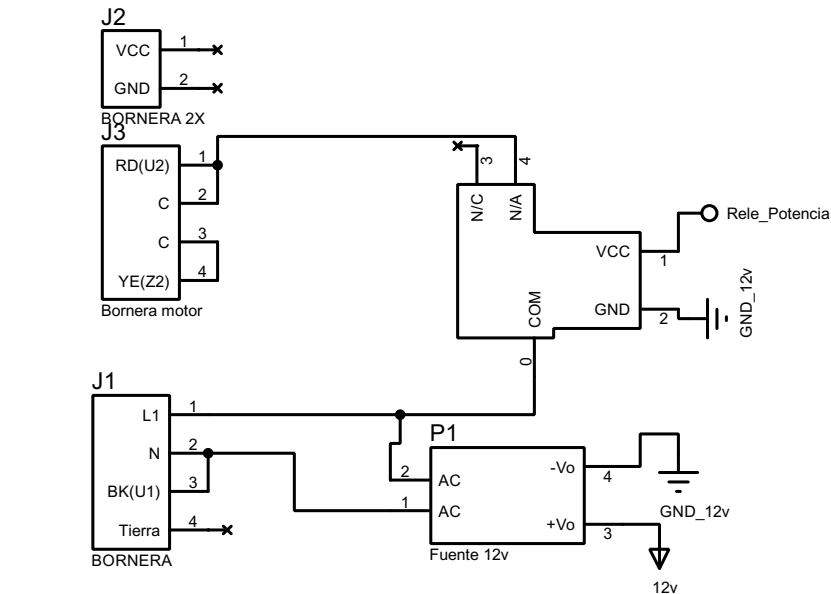 J2
VCC 1
GND 2
BORNERA 2X
J3
RD(U2) 1
C 2
C 3
YE(Z2) 4
Bornera motor
3 4
N/C N/A
VCC 1
Rele_Potencia
GND 2
GND_12v
COM
0
J1
L1 1
N 2
BK(U1) 3
Tierra 4
BORNERA
P1
2 AC
1 AC
-Vo 4
+Vo 3
Fuente 12v
GND_12v
12v